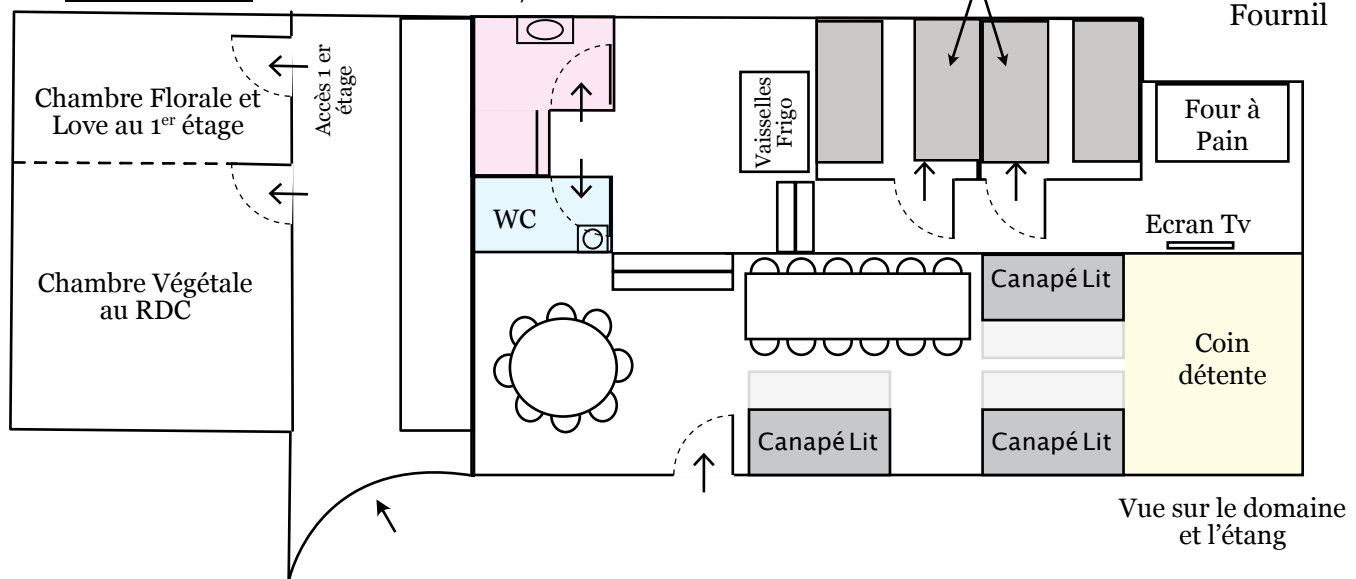 Fournil
Accès 1 er
étage
Chambre Florale et
Love au 1er étage
Vaisselles
Frigo
Four à
Pain
WC
Ecran Tv
Chambre Végétale
au RDC
Canapé Lit
Coin
détente
Canapé Lit
Canapé Lit
Vue sur le domaine
et l’étang